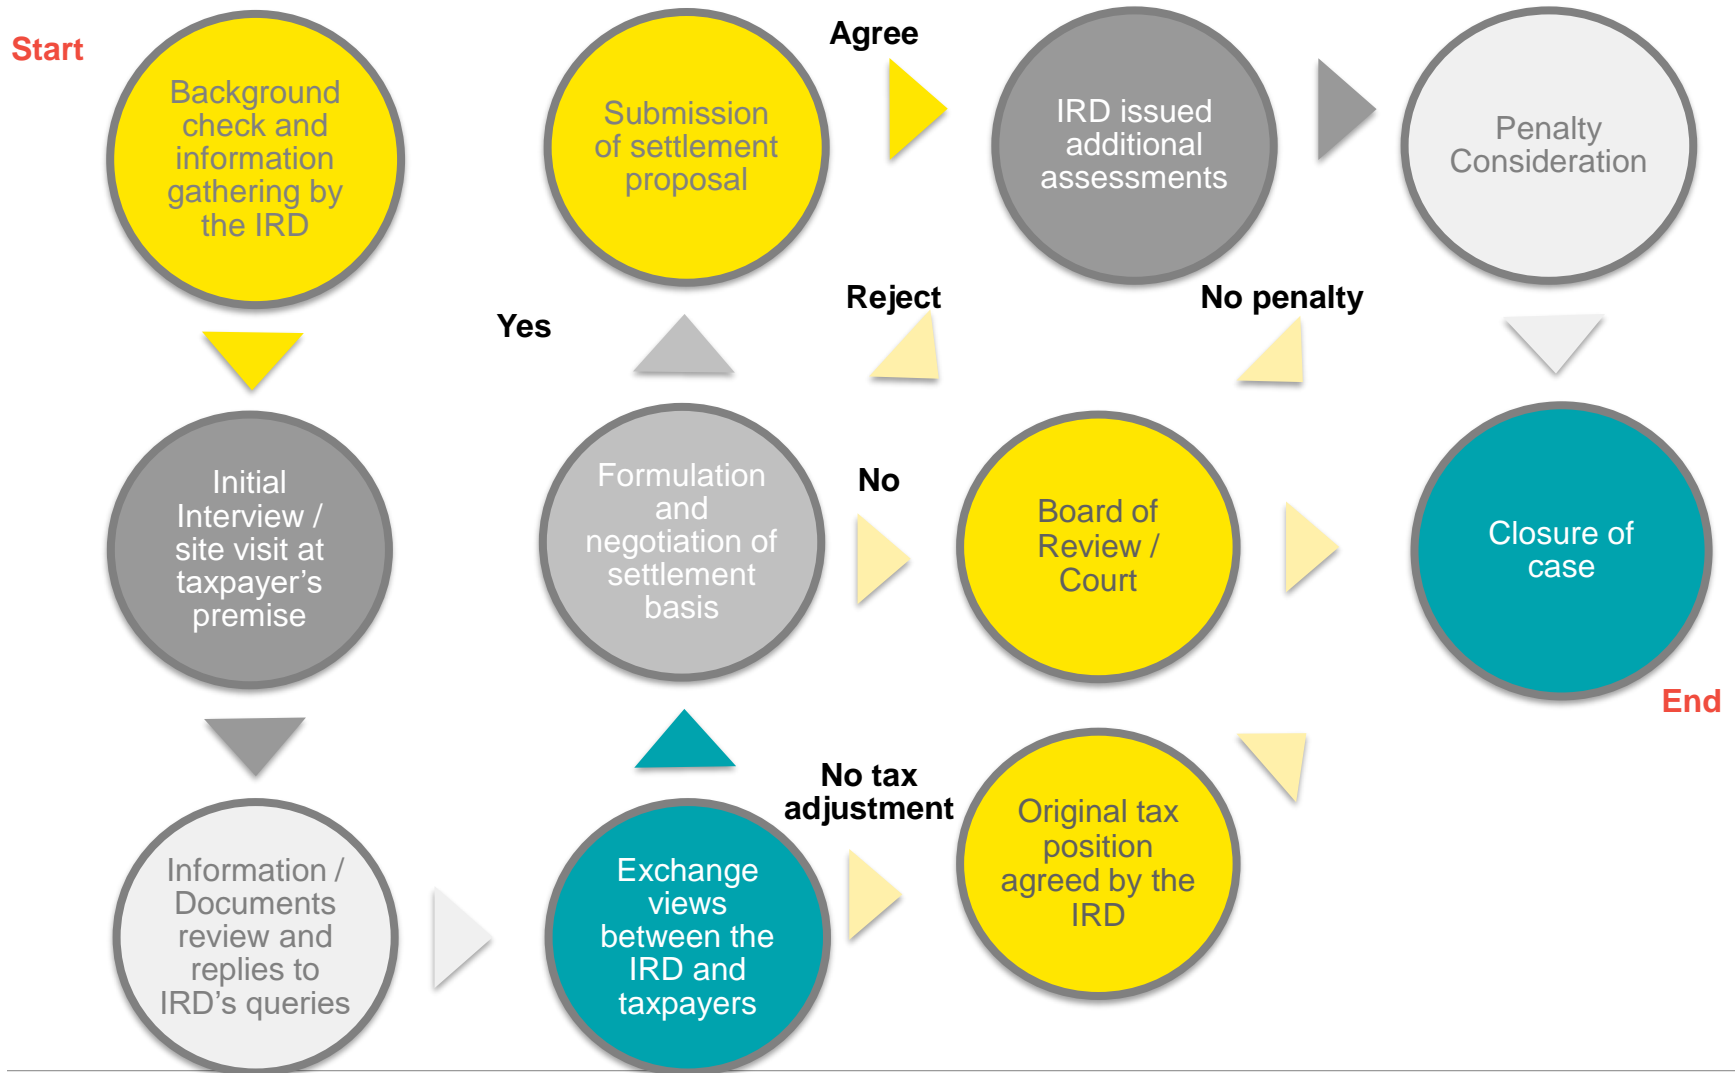 Start
Background
check and
information
gathering by
the IRD
Submission
of settlement
proposal
Agree
IRD issued
additional
assessments
Penalty
Consideration
Yes
Reject
No penalty
Initial
Interview /
site visit at
taxpayer’s
premise
Formulation
and
negotiation of
settlement
basis
No
Board of
Review /
Court
Closure of
case
End
Information /
Documents
review and
replies to
IRD’s queries
Exchange
views
between the
IRD and
taxpayers
No tax
adjustment
Original tax
position
agreed by the
IRD